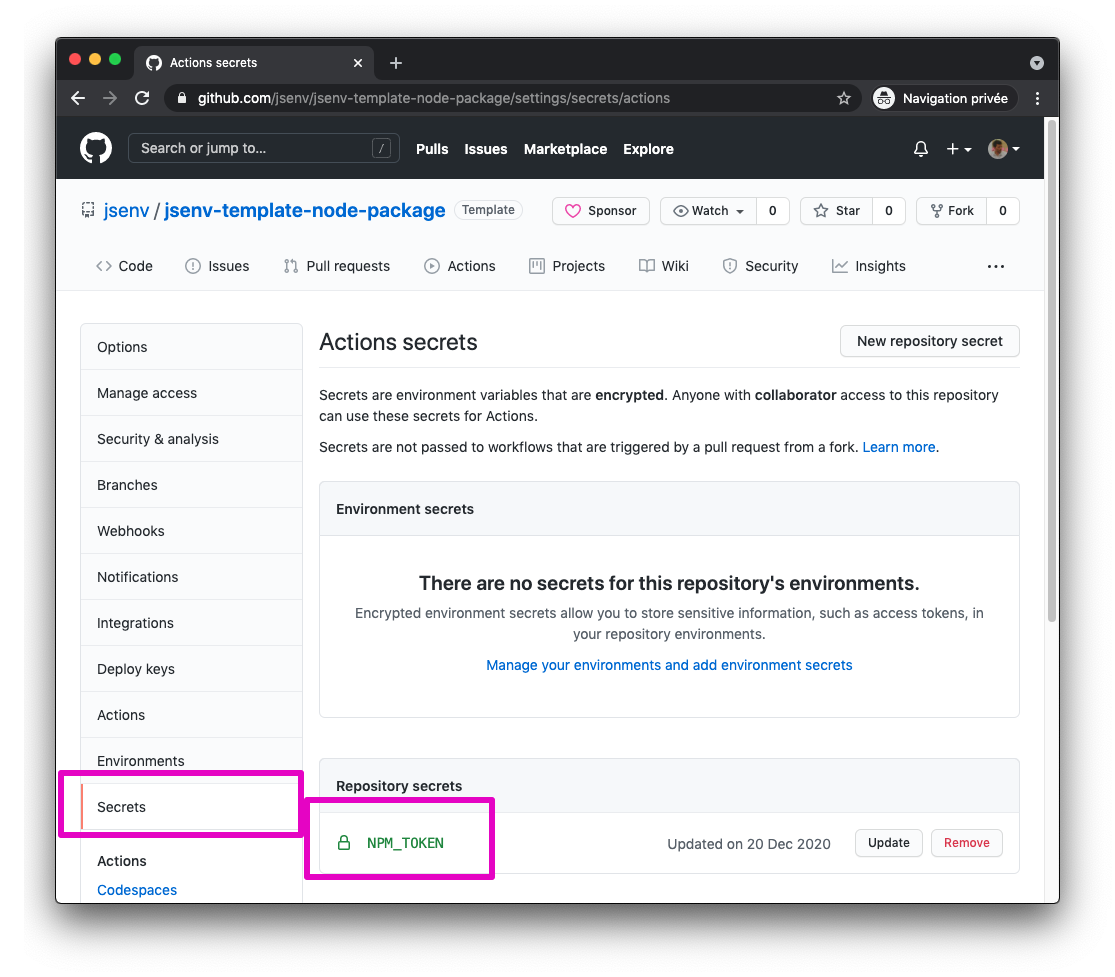 Actions secrets
github.com/jsenv/jsenv-template-node-package/settings/secrets/actions
Navigation privée
Search or jump to...
/
Pulls
Issues
Marketplace
Explore
jsenv / jsenv-template-node-package
Template
Sponsor
Watch
0
Star
0
Fork
0
Code
Issues
Pull requests
Actions
Projects
Wiki
Security
Insights
Options
Manage access
Security & analysis
Branches
Webhooks
Notifications
Integrations
Deploy keys
Actions
Environments
Secrets
Actions
Codespaces
Actions secrets
New repository secret
Secrets are environment variables that are encrypted. Anyone with collaborator access to this repository
can use these secrets for Actions.
Secrets are not passed to workflows that are triggered by a pull request from a fork. Learn more.
Environment secrets
There are no secrets for this repository's environments.
Encrypted environment secrets allow you to store sensitive information, such as access tokens, in
your repository environments.
Manage your environments and add environment secrets
Repository secrets
NPM_TOKEN
Updated on 20 Dec 2020
Update
Remove